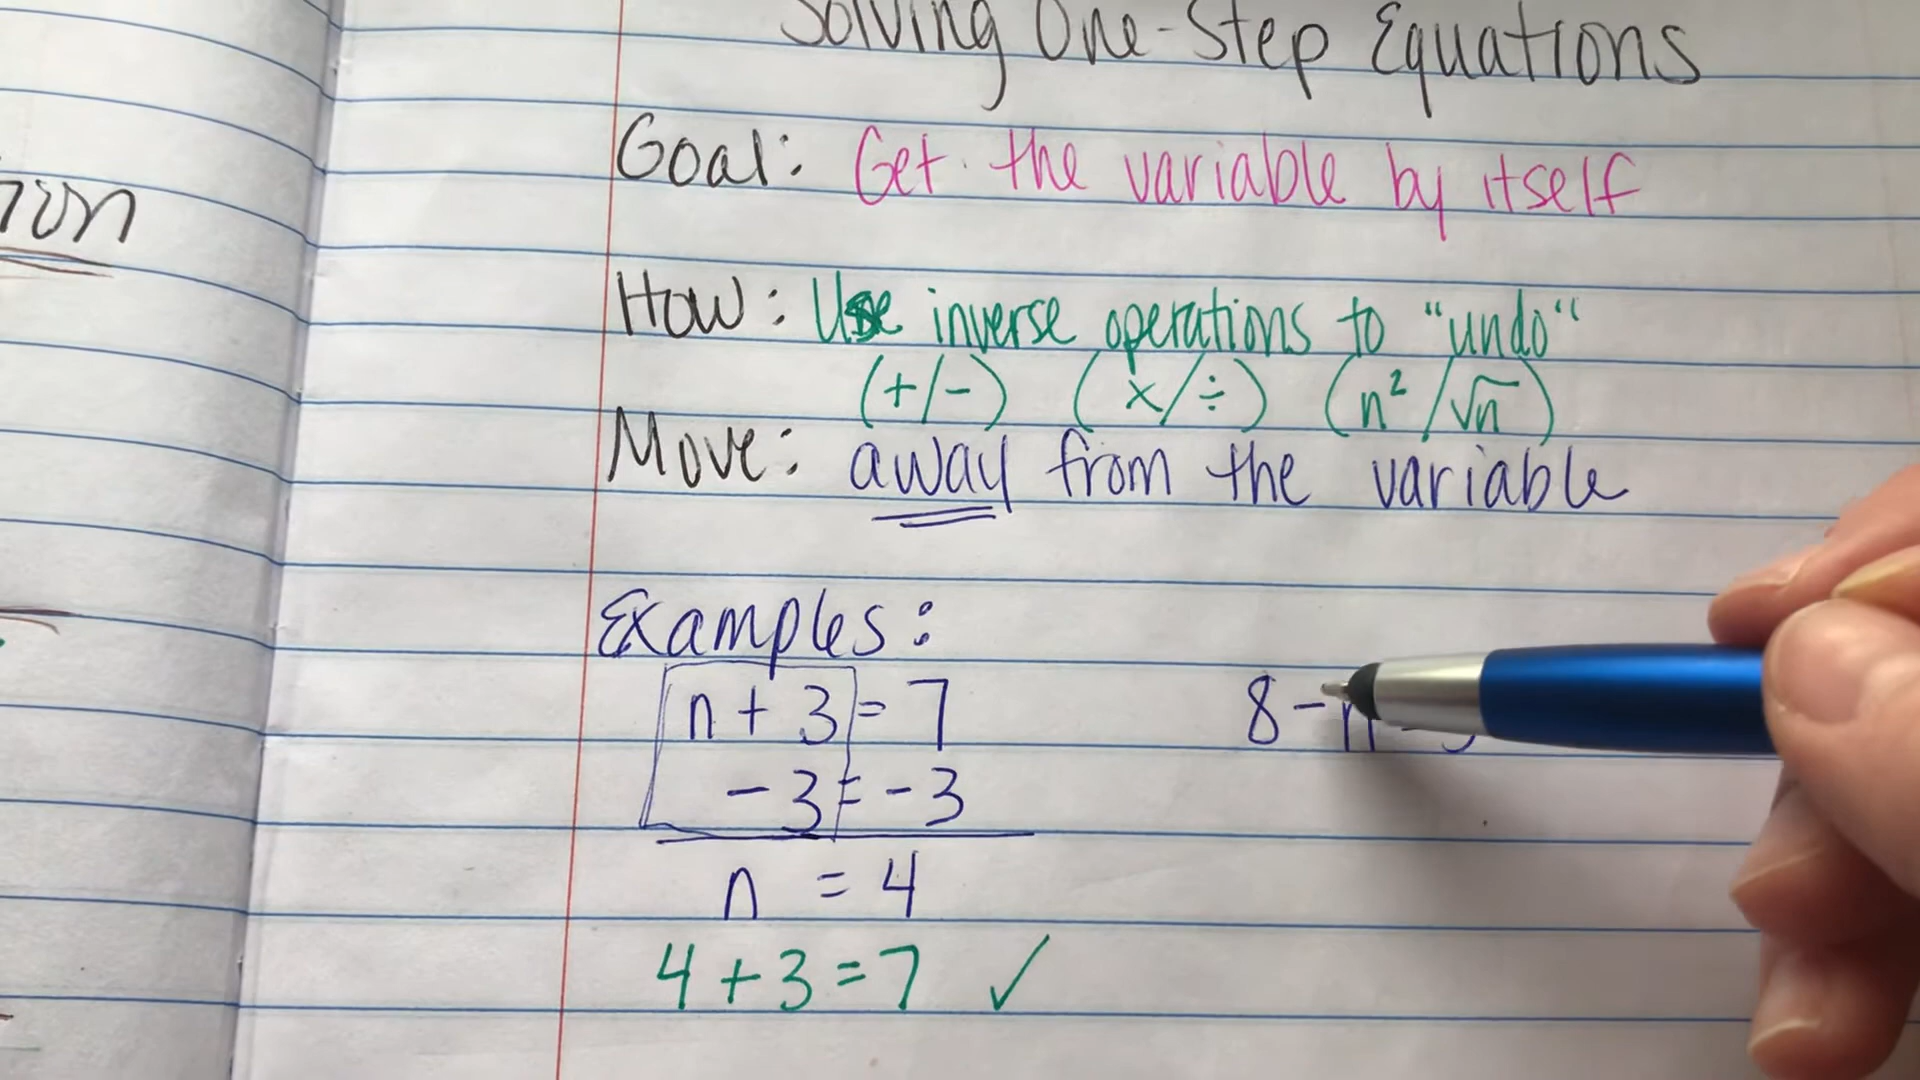 Solving One-Step Equations
Goal: Get the variable by itself
ion
How: Use inverse operations to "undo"
(+/-) (x/÷) (n²/√n)
Move: away from the variable
Examples:
n + 3 = 7
8 - n
- 3 = - 3
n = 4
4 + 3 = 7 ✓